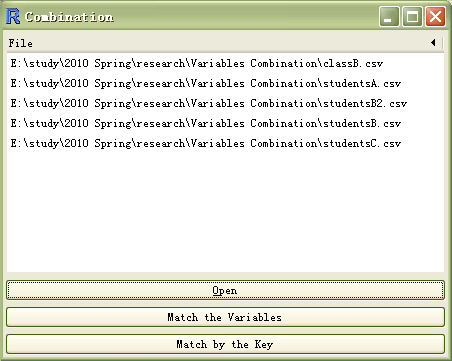 R Combination
File
E:\study\2010 Spring\research\Variables Combination\classB.csv
E:\study\2010 Spring\research\Variables Combination\studentsA.csv
E:\study\2010 Spring\research\Variables Combination\studentsB2.csv
E:\study\2010 Spring\research\Variables Combination\studentsB.csv
E:\study\2010 Spring\research\Variables Combination\studentsC.csv
Open
Match the Variables
Match by the Key